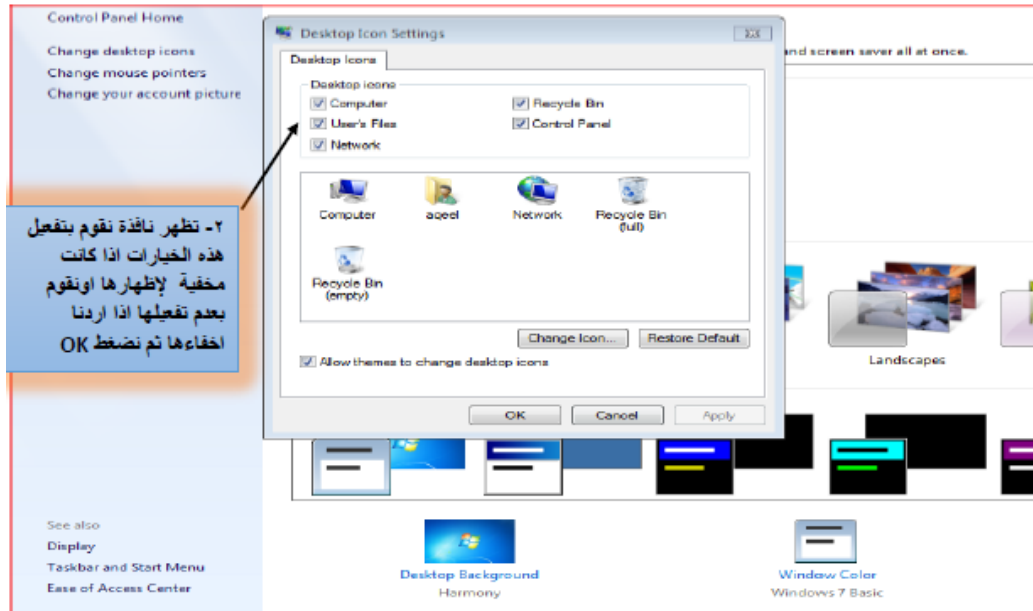 Control Panel Home
Change desktop icons
Change mouse pointers
Change your account picture
Desktop Icon Settings
and screen saver all at once.
Desktop Icons
Desktop icons
Computer
Recycle Bin
User's Files
Control Panel
Network
Computer
aqeel
Network
Recycle Bin
(full)
Recycle Bin
(empty)
Change Icon...
Restore Default
Allow themes to change desktop icons
OK
Cancel
Apply
٢- تظهر نافذة نقوم بتفعيل
هذه الخيارات اذا كانت
مخفية لإظهارها اونقوم
بعدم تفعيلها اذا اردنا
اخفاءها ثم نضغط OK
Landscapes
See also
Display
Taskbar and Start Menu
Ease of Access Center
Desktop Background
Harmony
Window Color
Windows 7 Basic